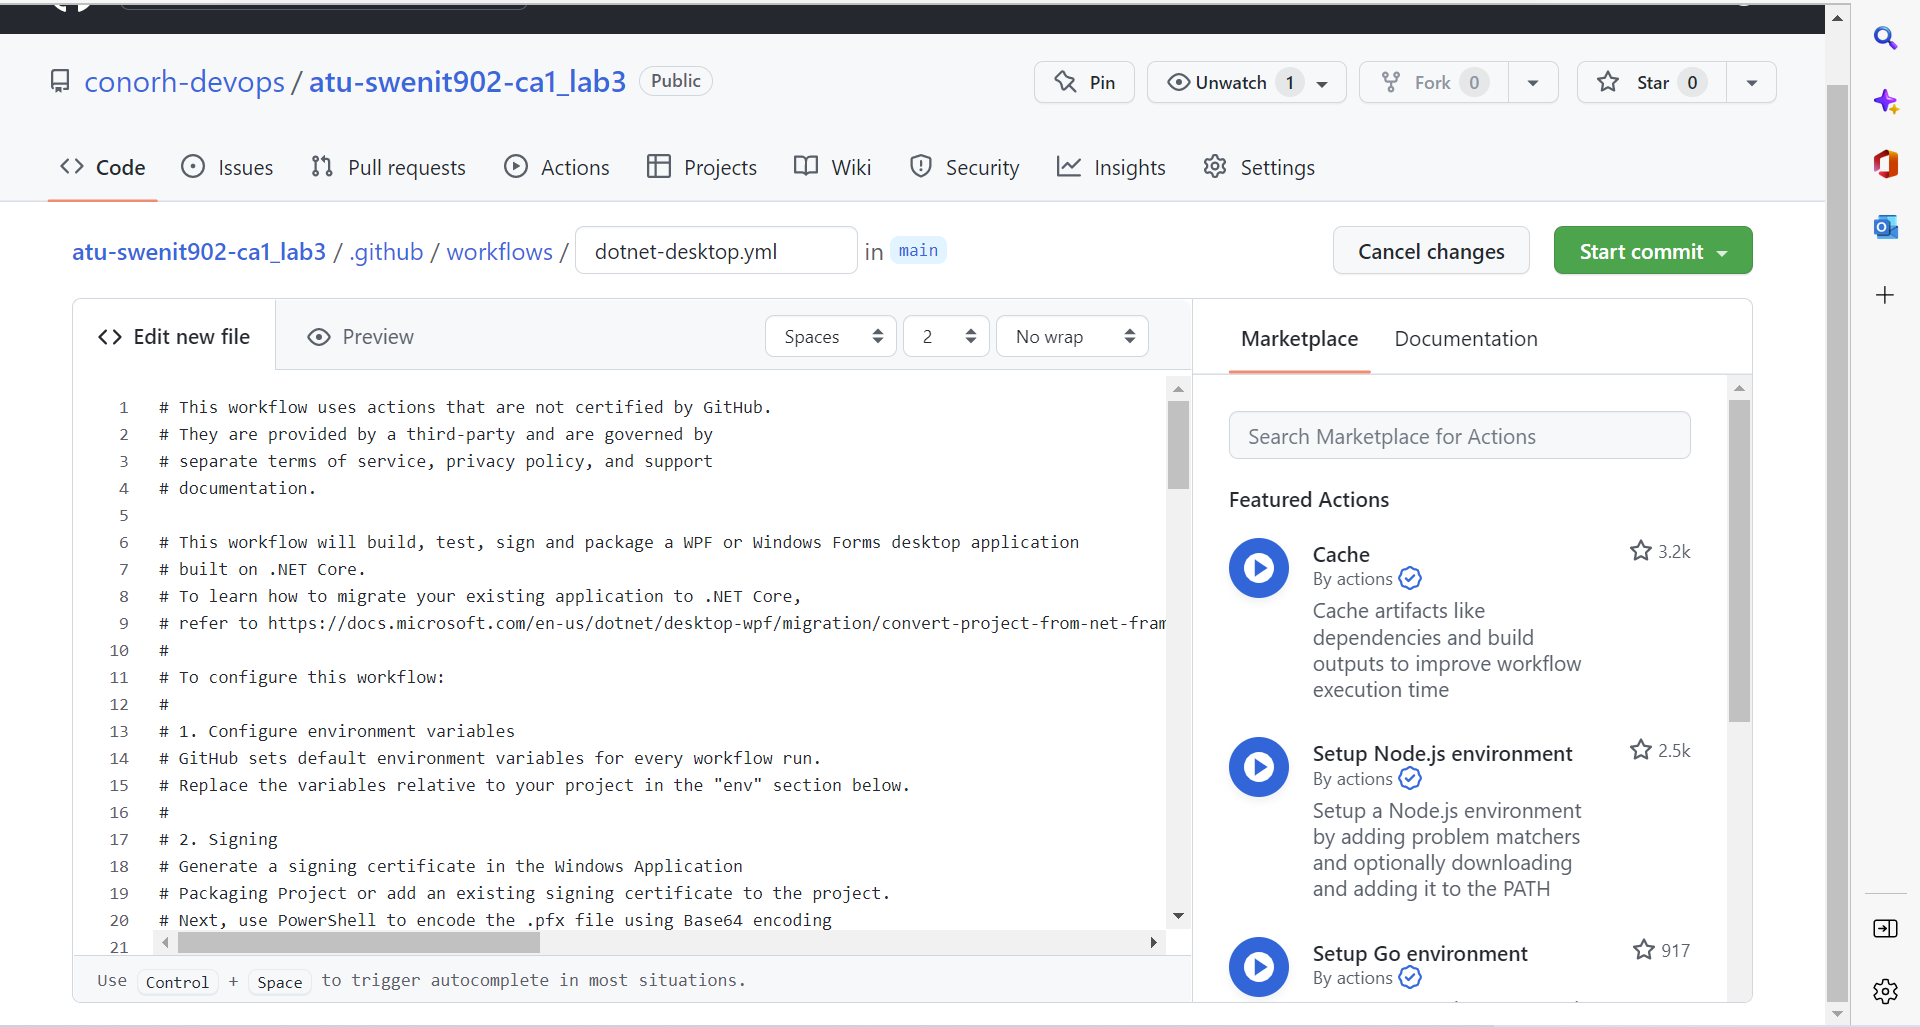 conorh-devops / atu-swenit902-ca1_lab3 Public
Pin
Unwatch 1
Fork 0
Star 0
Code
Issues
Pull requests
Actions
Projects
Wiki
Security
Insights
Settings
atu-swenit902-ca1_lab3 / .github / workflows / dotnet-desktop.yml in main
Cancel changes
Start commit
Edit new file
Preview
Spaces
2
No wrap
1 # This workflow uses actions that are not certified by GitHub.
2 # They are provided by a third-party and are governed by
3 # separate terms of service, privacy policy, and support
4 # documentation.
5
6 # This workflow will build, test, sign and package a WPF or Windows Forms desktop application
7 # built on .NET Core.
8 # To learn how to migrate your existing application to .NET Core,
9 # refer to https://docs.microsoft.com/en-us/dotnet/desktop-wpf/migration/convert-project-from-net-fram
10 #
11 # To configure this workflow:
12 #
13 # 1. Configure environment variables
14 # GitHub sets default environment variables for every workflow run.
15 # Replace the variables relative to your project in the "env" section below.
16 #
17 # 2. Signing
18 # Generate a signing certificate in the Windows Application
19 # Packaging Project or add an existing signing certificate to the project.
20 # Next, use PowerShell to encode the .pfx file using Base64 encoding
21
Use Control + Space to trigger autocomplete in most situations.
Marketplace
Documentation
Search Marketplace for Actions
Featured Actions
Cache
3.2k
By actions
Cache artifacts like
dependencies and build
outputs to improve workflow
execution time
Setup Node.js environment
2.5k
By actions
Setup a Node.js environment
by adding problem matchers
and optionally downloading
and adding it to the PATH
Setup Go environment
917
By actions